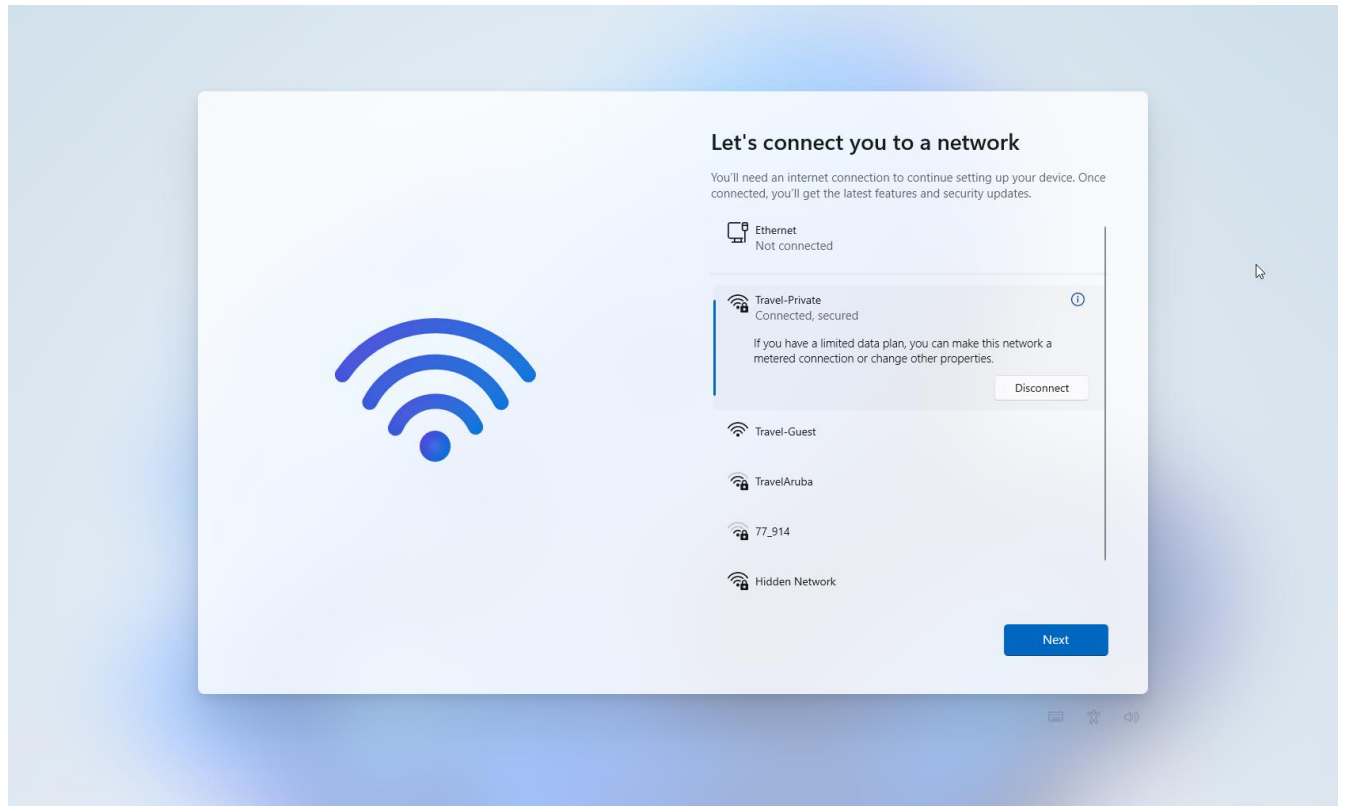 Let's connect you to a network
You'll need an internet connection to continue setting up your device. Once
connected, you'll get the latest features and security updates.
Ethernet
Not connected
Travel-Private
Connected, secured
If you have a limited data plan, you can make this network a
metered connection or change other properties.
Disconnect
Travel-Guest
TravelAruba
77_914
Hidden Network
Next